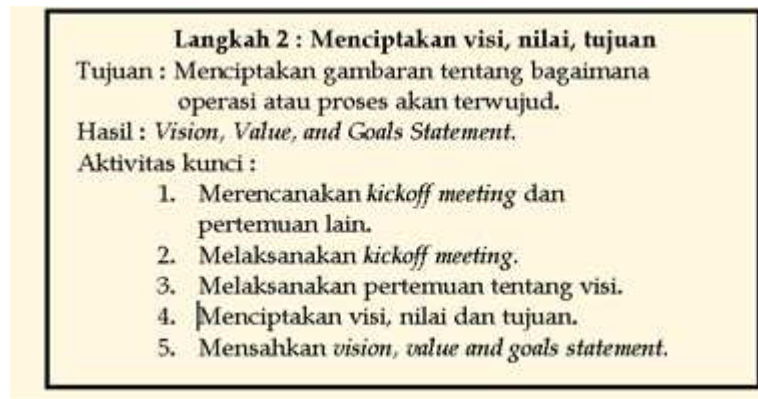 Langkah 2 : Menciptakan visi, nilai, tujuan
Tujuan : Menciptakan gambaran tentang bagaimana
operasi atau proses akan terwujud.
Hasil : Vision, Value, and Goals Statement.
Aktivitas kunci :
1. Merencanakan kickoff meeting dan
pertemuan lain.
2. Melaksanakan kickoff meeting.
3. Melaksanakan pertemuan tentang visi.
4. Menciptakan visi, nilai dan tujuan.
5. Mensahkan vision, value and goals statement.